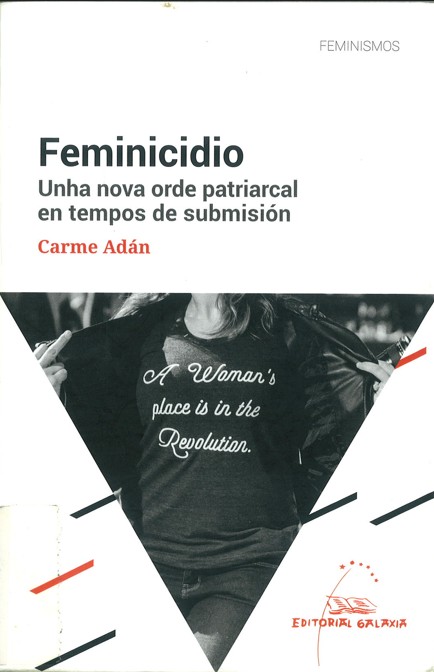 FEMINISMOS
Feminicidio
Unha nova orde patriarcal
en tempos de submisión
Carme Adán
A Woman's
place is in the
Revolution.
EDITORIAL GALAXIA